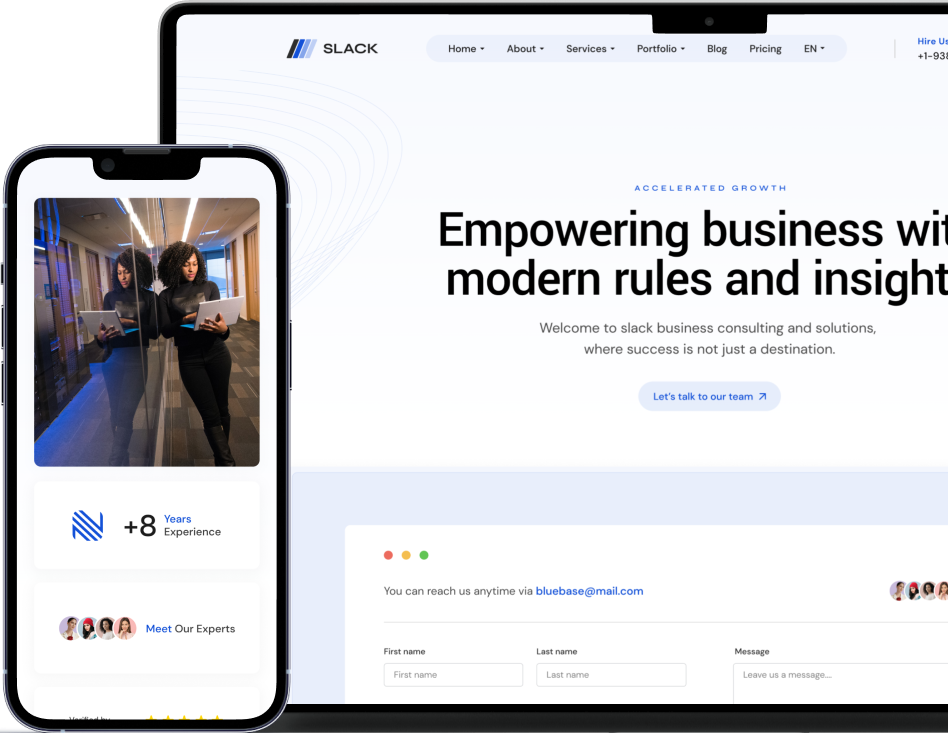 SLACK
Home About Services Portfolio Blog Pricing EN
Hire Us
+1-938
ACCELERATED GROWTH
Empowering business wit
modern rules and insight
Welcome to slack business consulting and solutions,
where success is not just a destination.
Let's talk to our team
You can reach us anytime via bluebase@mail.com
First name Last name Message
First name Last name Leave us a message....
+8 Years
Experience
Meet Our Experts
Verified by